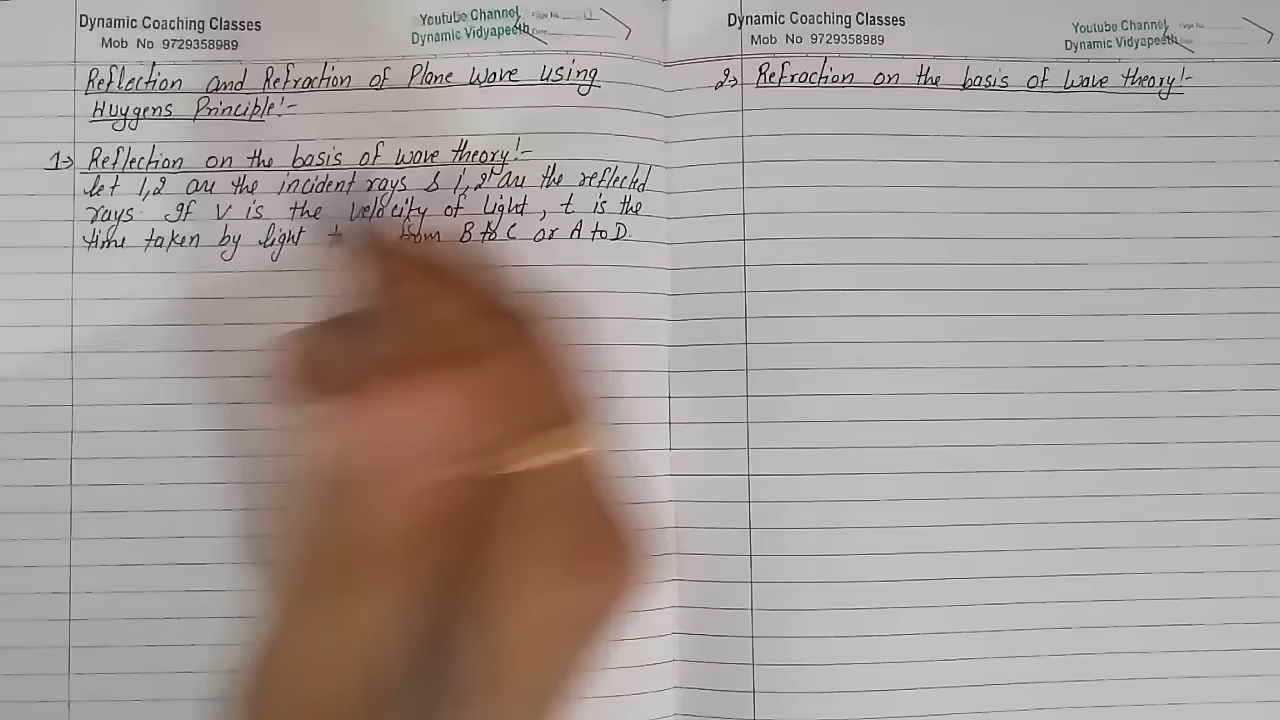 Dynamic Coaching Classes
Mob No 9729358989
Youtube Channel
Dynamic Vidyapeeth
Reflection and Refraction of Plane wave using
Huygens Principle!-
1→ Reflection on the basis of wave theory!-
let 1,2 are the incident rays & 1', 2' are the reflected
rays. If V is the velocity of light, t is the
time taken by light from B to C or A to D.
Dynamic Coaching Classes
Mob No 9729358989
Youtube Channel
Dynamic Vidyapeeth
2→ Refraction on the basis of wave theory!-